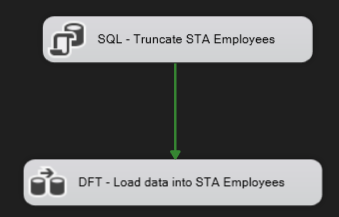 SQL - Truncate STA Employees
DFT - Load data into STA Employees